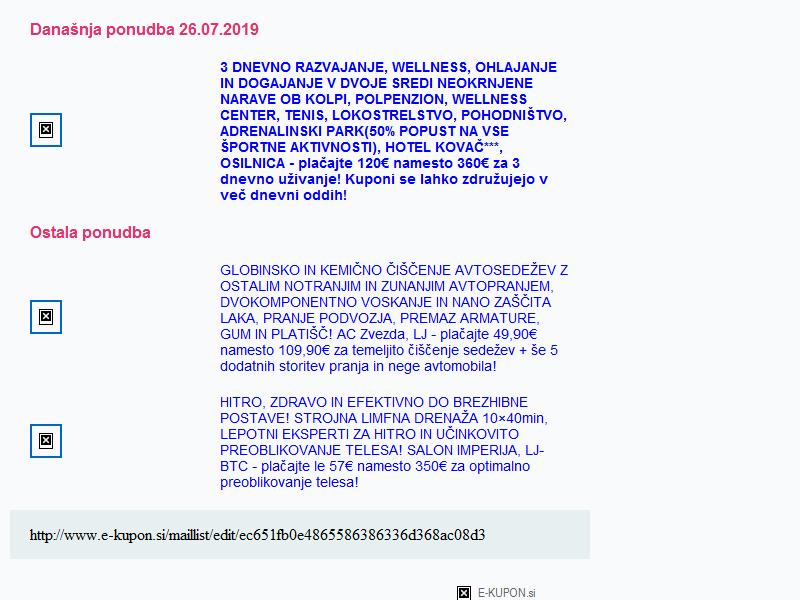 Današnja ponudba 26.07.2019
3 DNEVNO RAZVAJANJE, WELLNESS, OHLAJANJE
IN DOGAJANJE V DVOJE SREDI NEOKRNJENE
NARAVE OB KOLPI, POLPENZION, WELLNESS
CENTER, TENIS, LOKOSTRELSTVO, POHODNIŠTVO,
ADRENALINSKI PARK(50% POPUST NA VSE
ŠPORTNE AKTIVNOSTI), HOTEL KOVAČ***,
OSILNICA - plačajte 120€ namesto 360€ za 3
dnevno uživanje! Kuponi se lahko združujejo v
več dnevni oddih!
Ostala ponudba
GLOBINSKO IN KEMIČNO ČIŠČENJE AVTOSEDEŽEV Z
OSTALIM NOTRANJIM IN ZUNANJIM AVTOPRANJEM,
DVOKOMPONENTNO VOSKANJE IN NANO ZAŠČITA
LAKA, PRANJE PODVOZJA, PREMAZ ARMATURE,
GUM IN PLATIŠČ! AC Zvezda, LJ - plačajte 49,90€
namesto 109,90€ za temeljito čiščenje sedežev + še 5
dodatnih storitev pranja in nege avtomobila!
HITRO, ZDRAVO IN EFEKTIVNO DO BREZHIBNE
POSTAVE! STROJNA LIMFNA DRENAŽA 10×40min,
LEPOTNI EKSPERTI ZA HITRO IN UČINKOVITO
PREOBLIKOVANJE TELESA! SALON IMPERIJA, LJ-
BTC - plačajte le 57€ namesto 350€ za optimalno
preoblikovanje telesa!
http://www.e-kupon.si/maillist/edit/ec651fb0e4865586386336d368ac08d3
E-KUPON.si